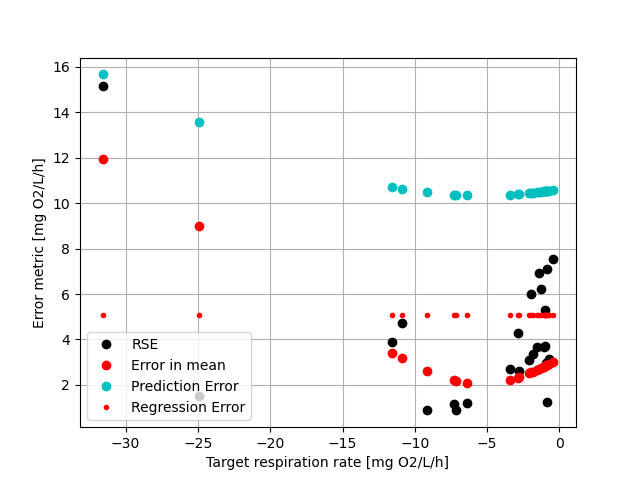 16
14
12
10
8
6
4
2
Error metric [mg O2/L/h]
RSE
Error in mean
Prediction Error
Regression Error
−30 −25 −20 −15 −10 −5 0
Target respiration rate [mg O2/L/h]